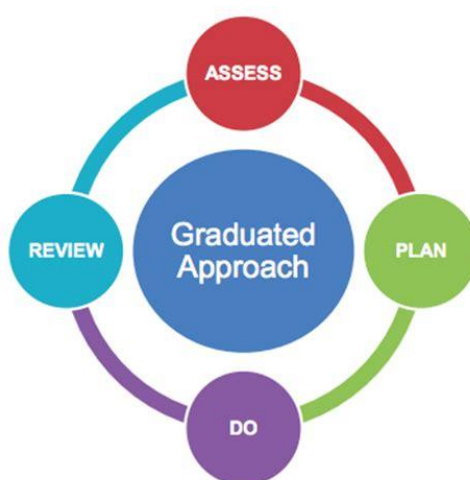 ASSESS
REVIEW
Graduated
Approach
PLAN
DO